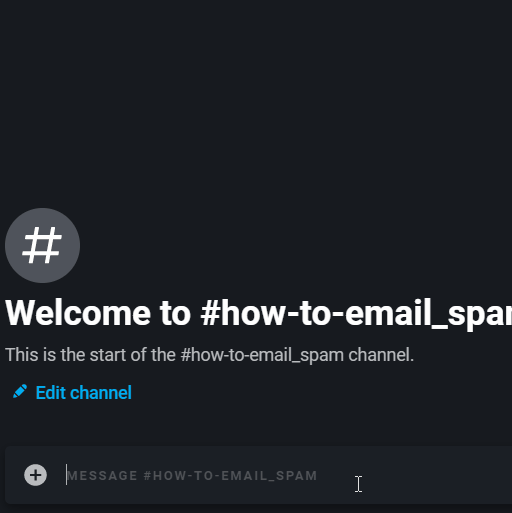 #
Welcome to #how-to-email_spam
This is the start of the #how-to-email_spam channel.
Edit channel
MESSAGE #HOW-TO-EMAIL_SPAM